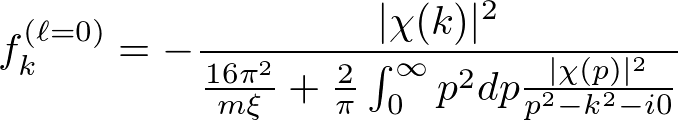 f_k^{(\ell=0)} = -\frac{|\chi(k)|^2}{\frac{16\pi^2}{m\xi} + \frac{2}{\pi} \int_0^\infty p^2 dp \frac{|\chi(p)|^2}{p^2-k^2-i0}}